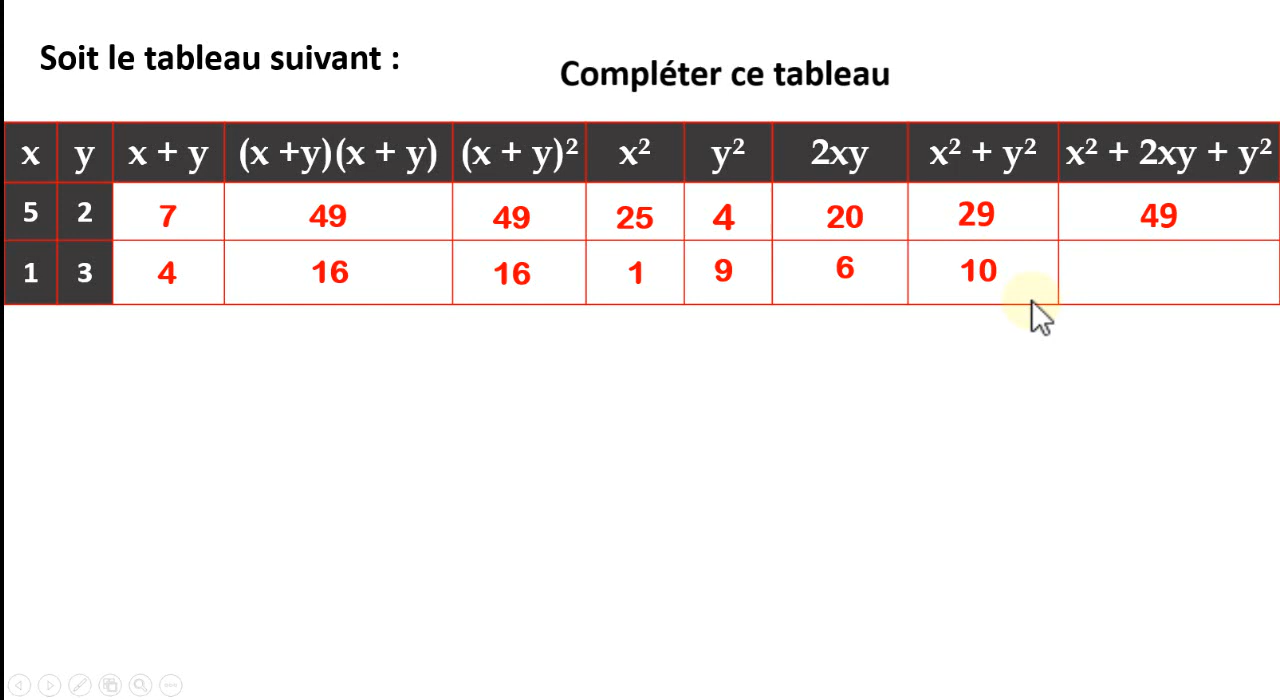 Soit le tableau suivant :
Compléter ce tableau
x y x + y (x +y)(x + y) (x + y)² x² y² 2xy x² + y² x² + 2xy + y²
5 2 7 49 49 25 4 20 29 49
1 3 4 16 16 1 9 6 10